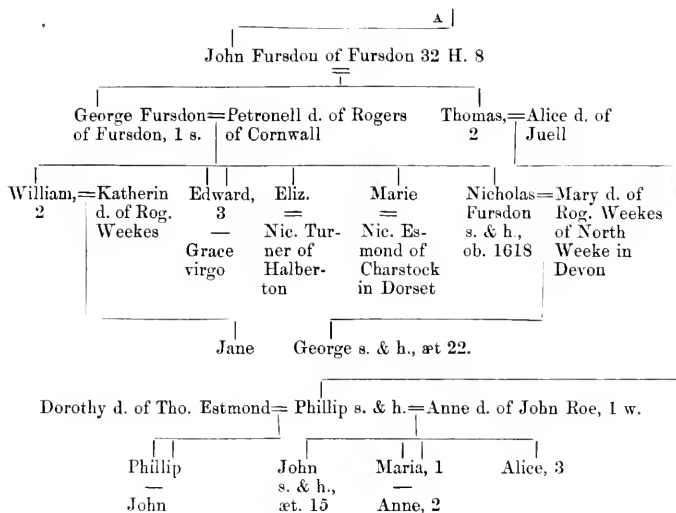 A
John Fursdou of Fursdon 32 H. 8
George Fursdon=Petronell d. of Rogers
of Fursdon, 1 s. of Cornwall
Thomas,=Alice d. of
2 Juell
William,=Katherin
2 d. of Rog.
Weekes
Edward,
3
—
Grace
virgo
Eliz.
=
Nic. Tur-
ner of
Halber-
ton
Marie
=
Nic. Es-
mond of
Charstock
in Dorset
Nicholas=Mary d. of
Fursdon Rog. Weekes
s. & h., of North
ob. 1618 Weeke in
Devon
Jane George s. & h., æt 22.
Dorothy d. of Tho. Estmond= Phillip s. & h.=Anne d. of John Roe, 1 w.
Phillip
—
John
John
s. & h.,
æt. 15
Maria, 1
—
Anne, 2
Alice, 3